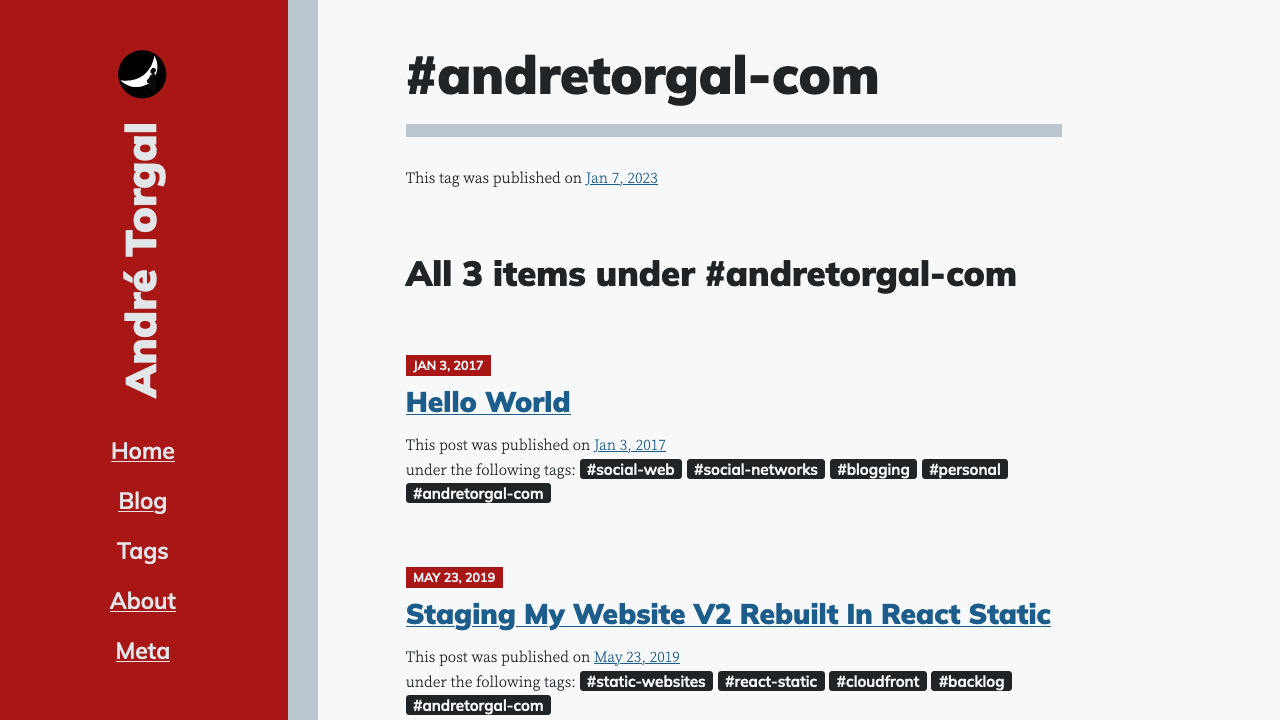 André Torgal
Home
Blog
Tags
About
Meta
#andretorgal-com
This tag was published on Jan 7, 2023
All 3 items under #andretorgal-com
JAN 3, 2017
Hello World
This post was published on Jan 3, 2017
under the following tags: #social-web #social-networks #blogging #personal
#andretorgal-com
MAY 23, 2019
Staging My Website V2 Rebuilt In React Static
This post was published on May 23, 2019
under the following tags: #static-websites #react-static #cloudfront #backlog
#andretorgal-com